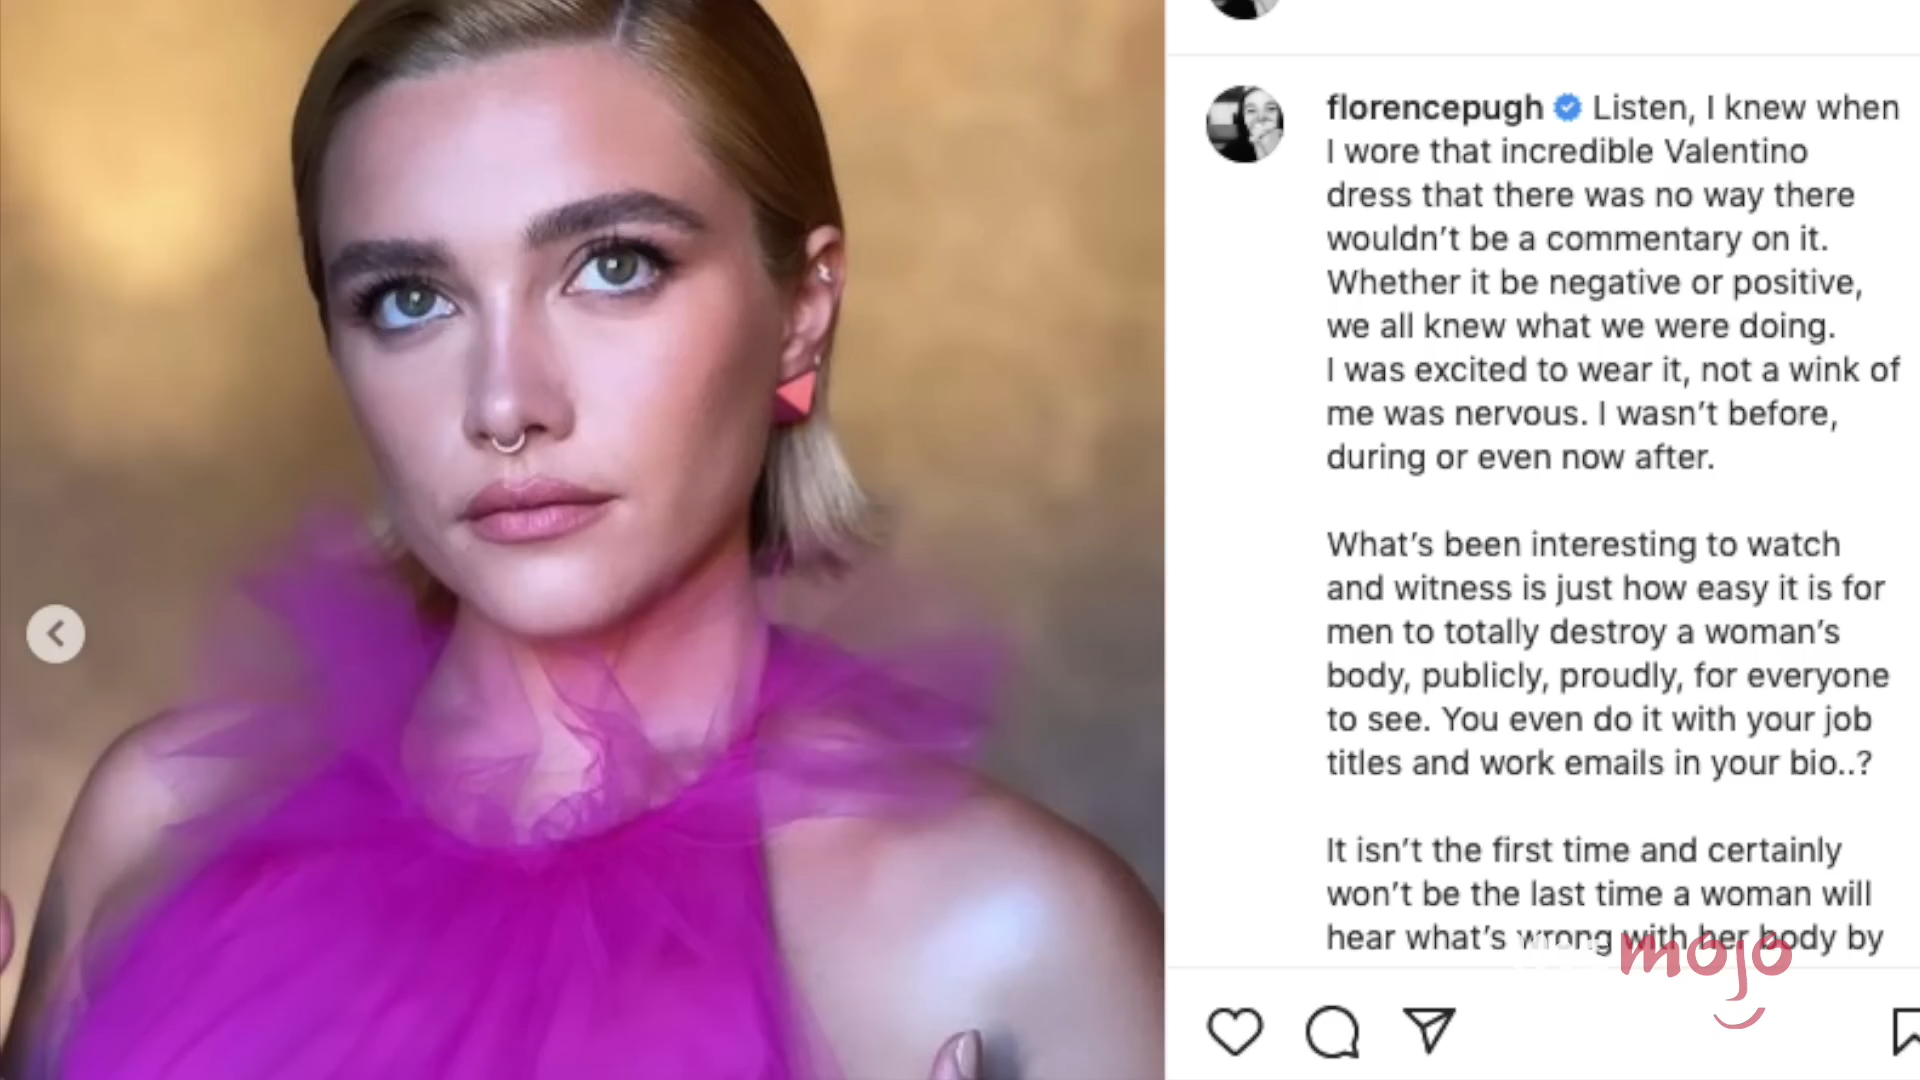 florencepugh Listen, I knew when
I wore that incredible Valentino
dress that there was no way there
wouldn’t be a commentary on it.
Whether it be negative or positive,
we all knew what we were doing.
I was excited to wear it, not a wink of
me was nervous. I wasn’t before,
during or even now after.
What’s been interesting to watch
and witness is just how easy it is for
men to totally destroy a woman’s
body, publicly, proudly, for everyone
to see. You even do it with your job
titles and work emails in your bio..?
It isn’t the first time and certainly
won’t be the last time a woman will
hear what’s wrong with her body by
mojo